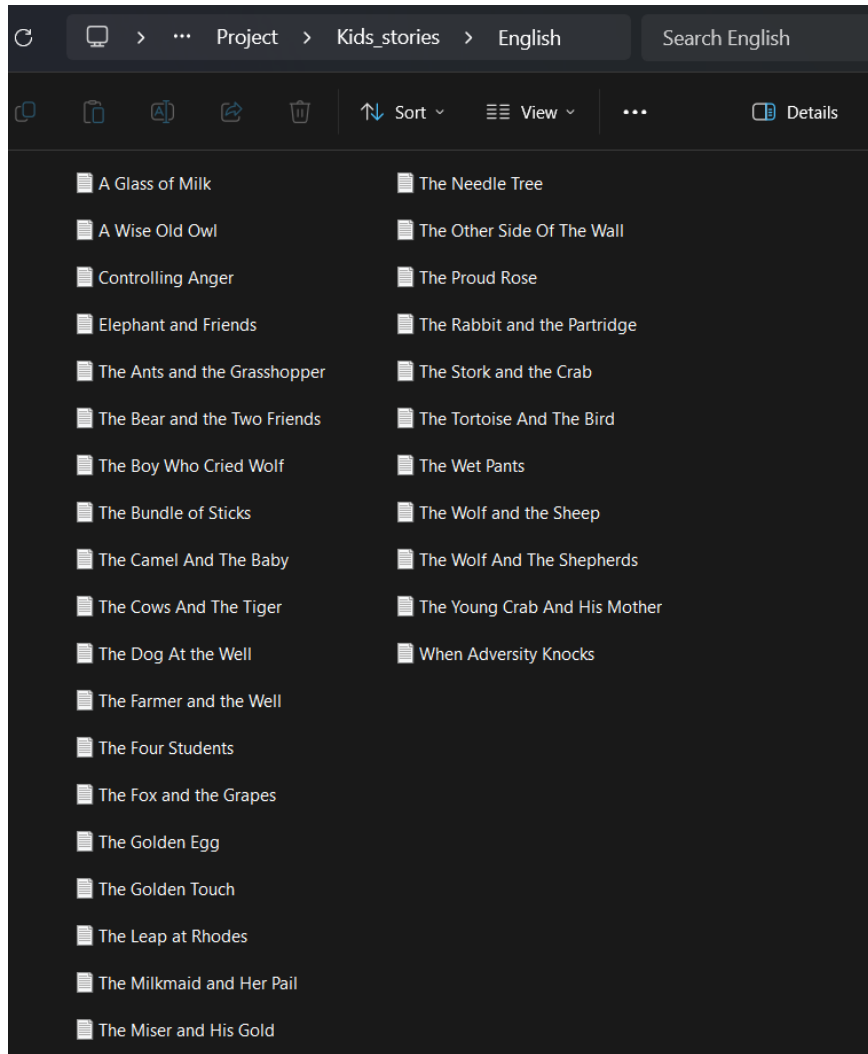 Project > Kids_stories > English
Search English
Sort
View
Details
A Glass of Milk
A Wise Old Owl
Controlling Anger
Elephant and Friends
The Ants and the Grasshopper
The Bear and the Two Friends
The Boy Who Cried Wolf
The Bundle of Sticks
The Camel And The Baby
The Cows And The Tiger
The Dog At the Well
The Farmer and the Well
The Four Students
The Fox and the Grapes
The Golden Egg
The Golden Touch
The Leap at Rhodes
The Milkmaid and Her Pail
The Miser and His Gold
The Needle Tree
The Other Side Of The Wall
The Proud Rose
The Rabbit and the Partridge
The Stork and the Crab
The Tortoise And The Bird
The Wet Pants
The Wolf and the Sheep
The Wolf And The Shepherds
The Young Crab And His Mother
When Adversity Knocks